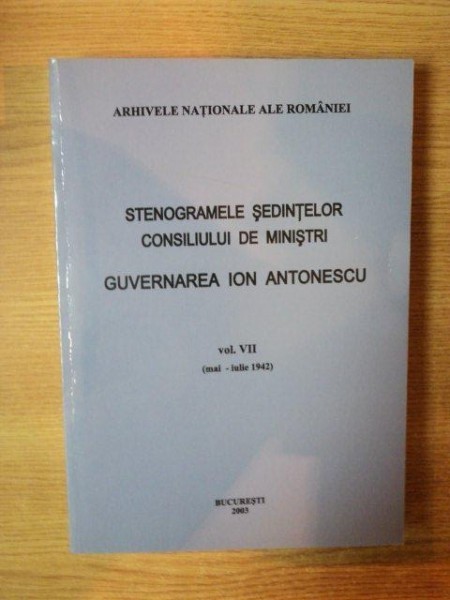 ARHIVELE NAȚIONALE ALE ROMÂNIEI
STENOGRAMELE ȘEDINȚELOR
CONSILIULUI DE MINIȘTRI
GUVERNAREA ION ANTONESCU
vol. VII
(mai - iulie 1942)
BUCUREȘTI
2003